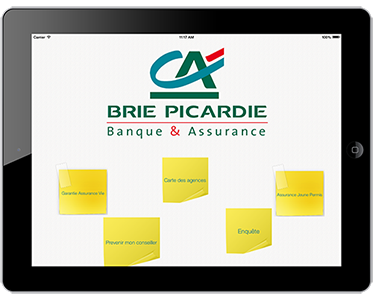 Carrier
11:17 AM
100%
CA
BRIE PICARDIE
Banque & Assurance
Garantie Assurance Vie
Carte des agences
Assurance Jeune Permis
Prévenir mon conseiller
Enquête